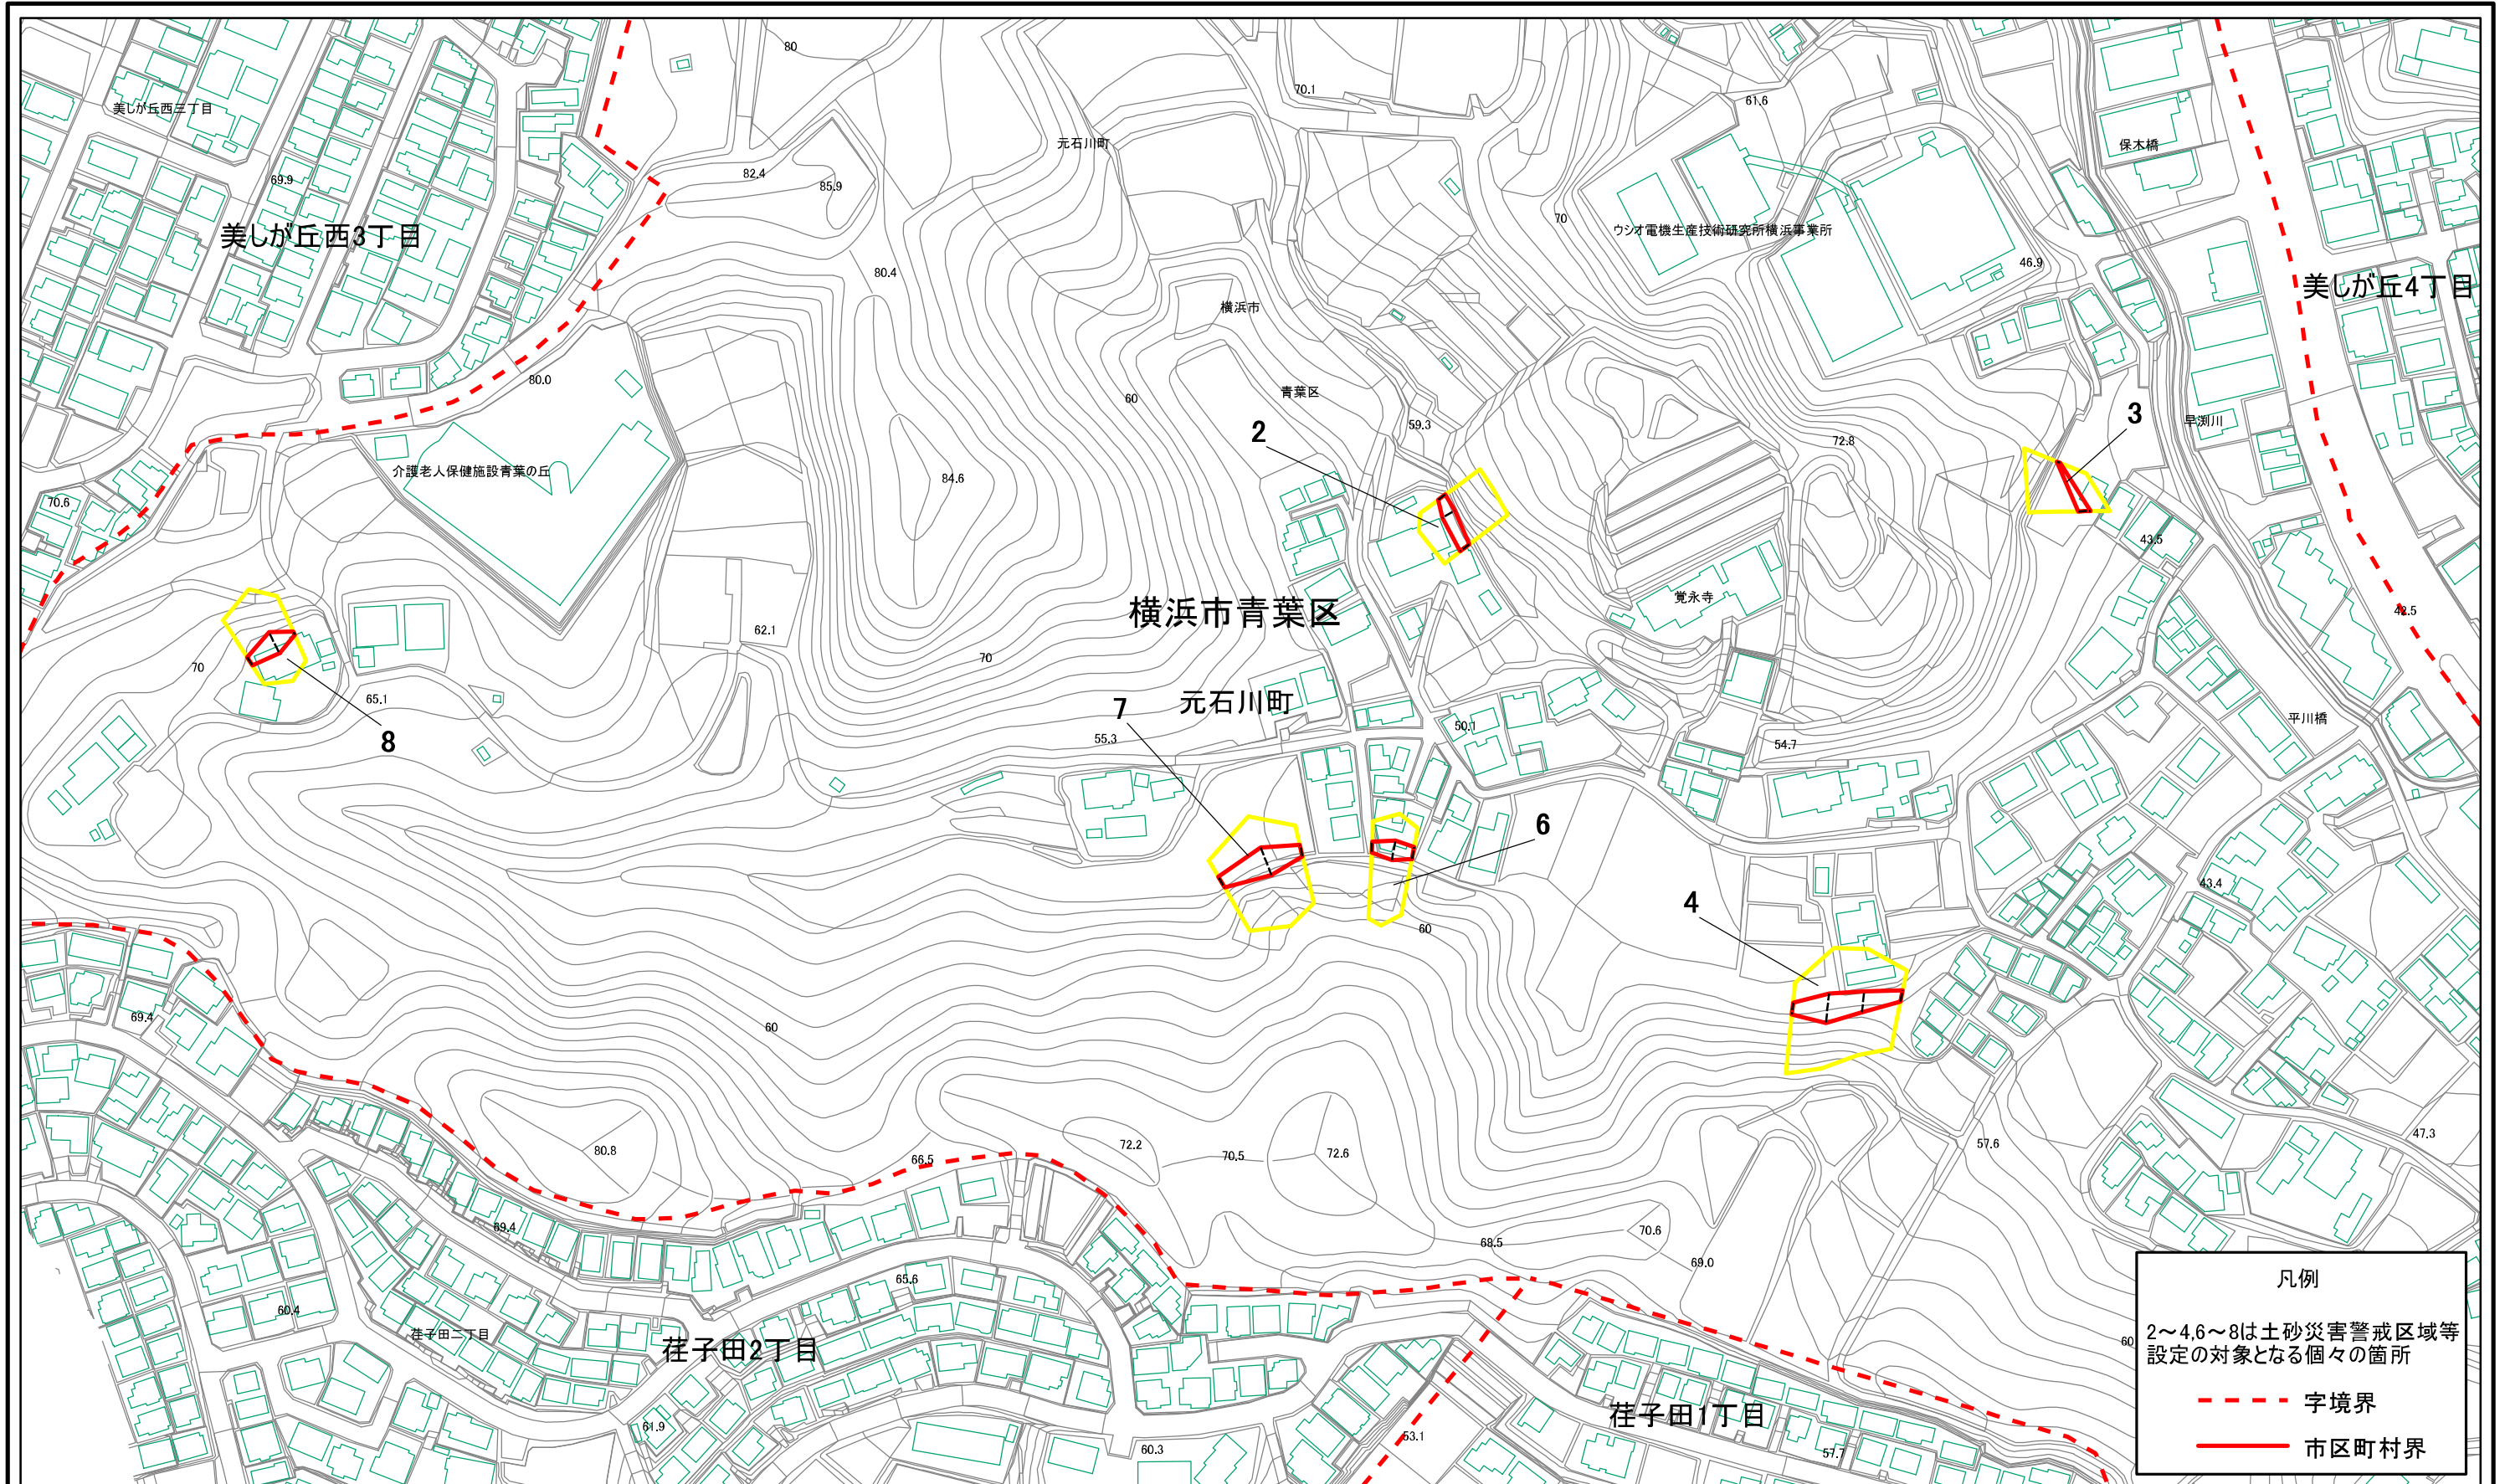 80
70.1
61.6
美しが丘西三丁目
元石川町
保木橋
82.4
85.9
69.9
70
美しが丘西3丁目
ウシオ電機生産技術研究所横浜事業所
80.4
46.9
美しが丘4丁目
横浜市
80.0
青葉区
60
3
早渕川
59.3
2
72.8
介護老人保健施設青葉の丘
84.6
70.6
43.5
覚永寺
横浜市青葉区
42.5
62.1
70
70
65.1
元石川町
7
平川橋
50.1
8
55.3
54.7
6
43.4
4
60
69.4
60
57.6
47.3
80.8
72.2
70.5
72.6
66.5
69.4
70.6
68.5
69.0
65.6
60.4
荏子田二丁目
荏子田2丁目
60
荏子田1丁目
61.9
53.1
60.3
57.7
凡例
2～4,6～8は土砂災害警戒区域等
設定の対象となる個々の箇所
字境界
市区町村界